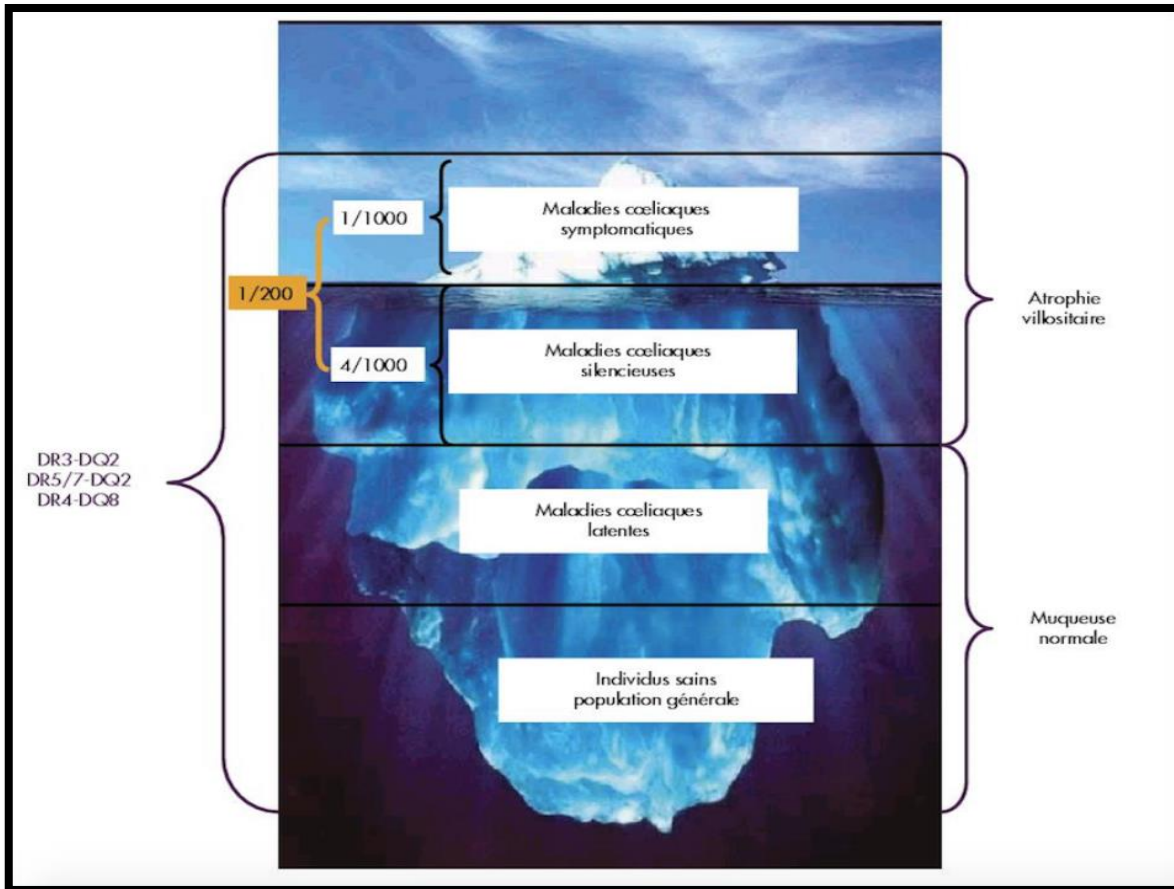 1/1000
Maladies cœliaques
symptomatiques
1/200
Atrophie
villositaire
4/1000
Maladies cœliaques
silencieuses
DR3-DQ2
DR5/7-DQ2
DR4-DQ8
Maladies cœliaques
latentes
Muqueuse
normale
Individus sains
population générale